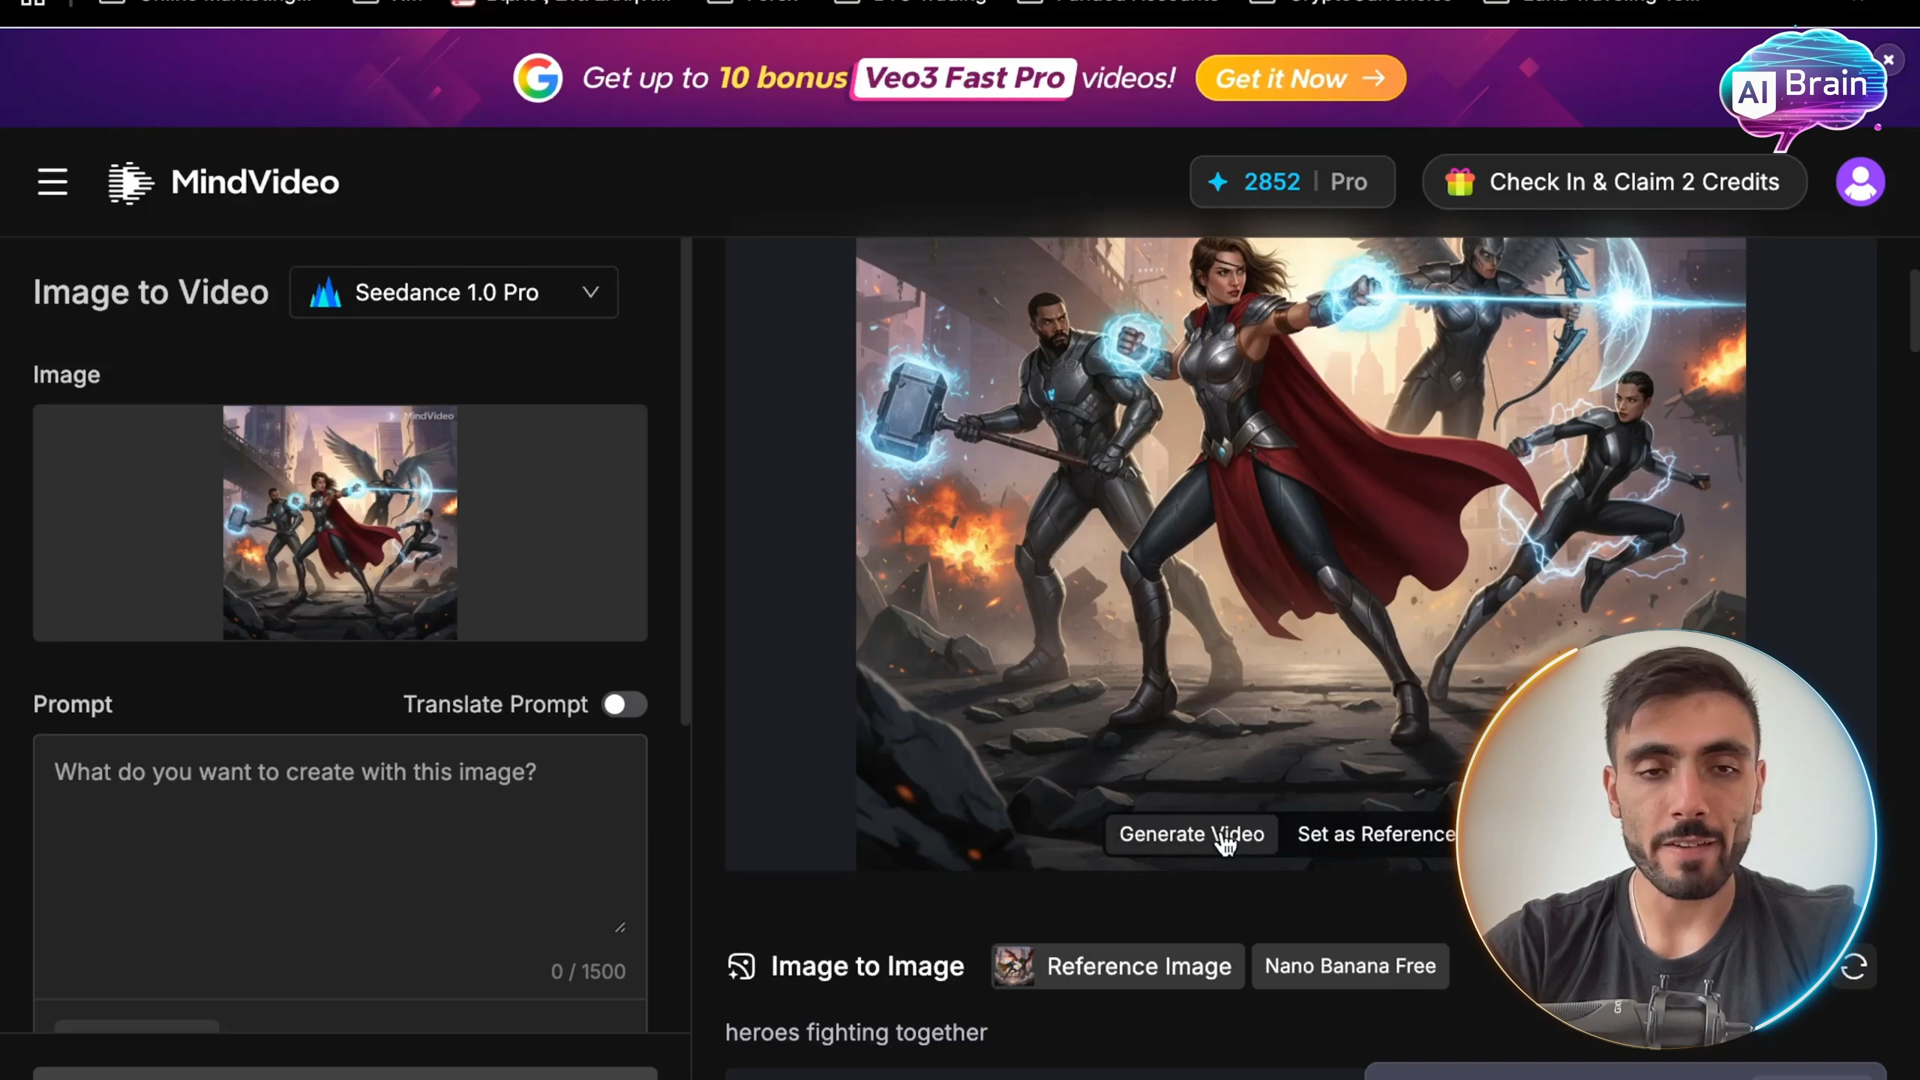 Get up to 10 bonus Veo3 Fast Pro videos! Get it Now →
AI Brain
MindVideo
2852 | Pro
Check In & Claim 2 Credits
Image to Video
Seedance 1.0 Pro
Image
MindVideo
Prompt
Translate Prompt
What do you want to create with this image?
0 / 1500
Generate Video
Set as Reference
Image to Image
Reference Image
Nano Banana Free
heroes fighting together